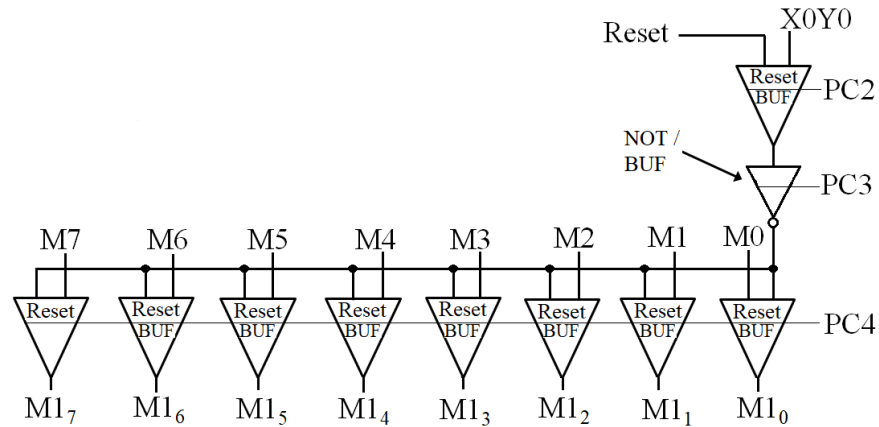 Reset X0Y0
Reset
BUF PC2
NOT /
BUF
PC3
M7 M6 M5 M4 M3 M2 M1 M0
Reset Reset Reset Reset Reset Reset Reset Reset
BUF BUF BUF BUF BUF BUF BUF PC4
M1₇ M1₆ M1₅ M1₄ M1₃ M1₂ M1₁ M1₀